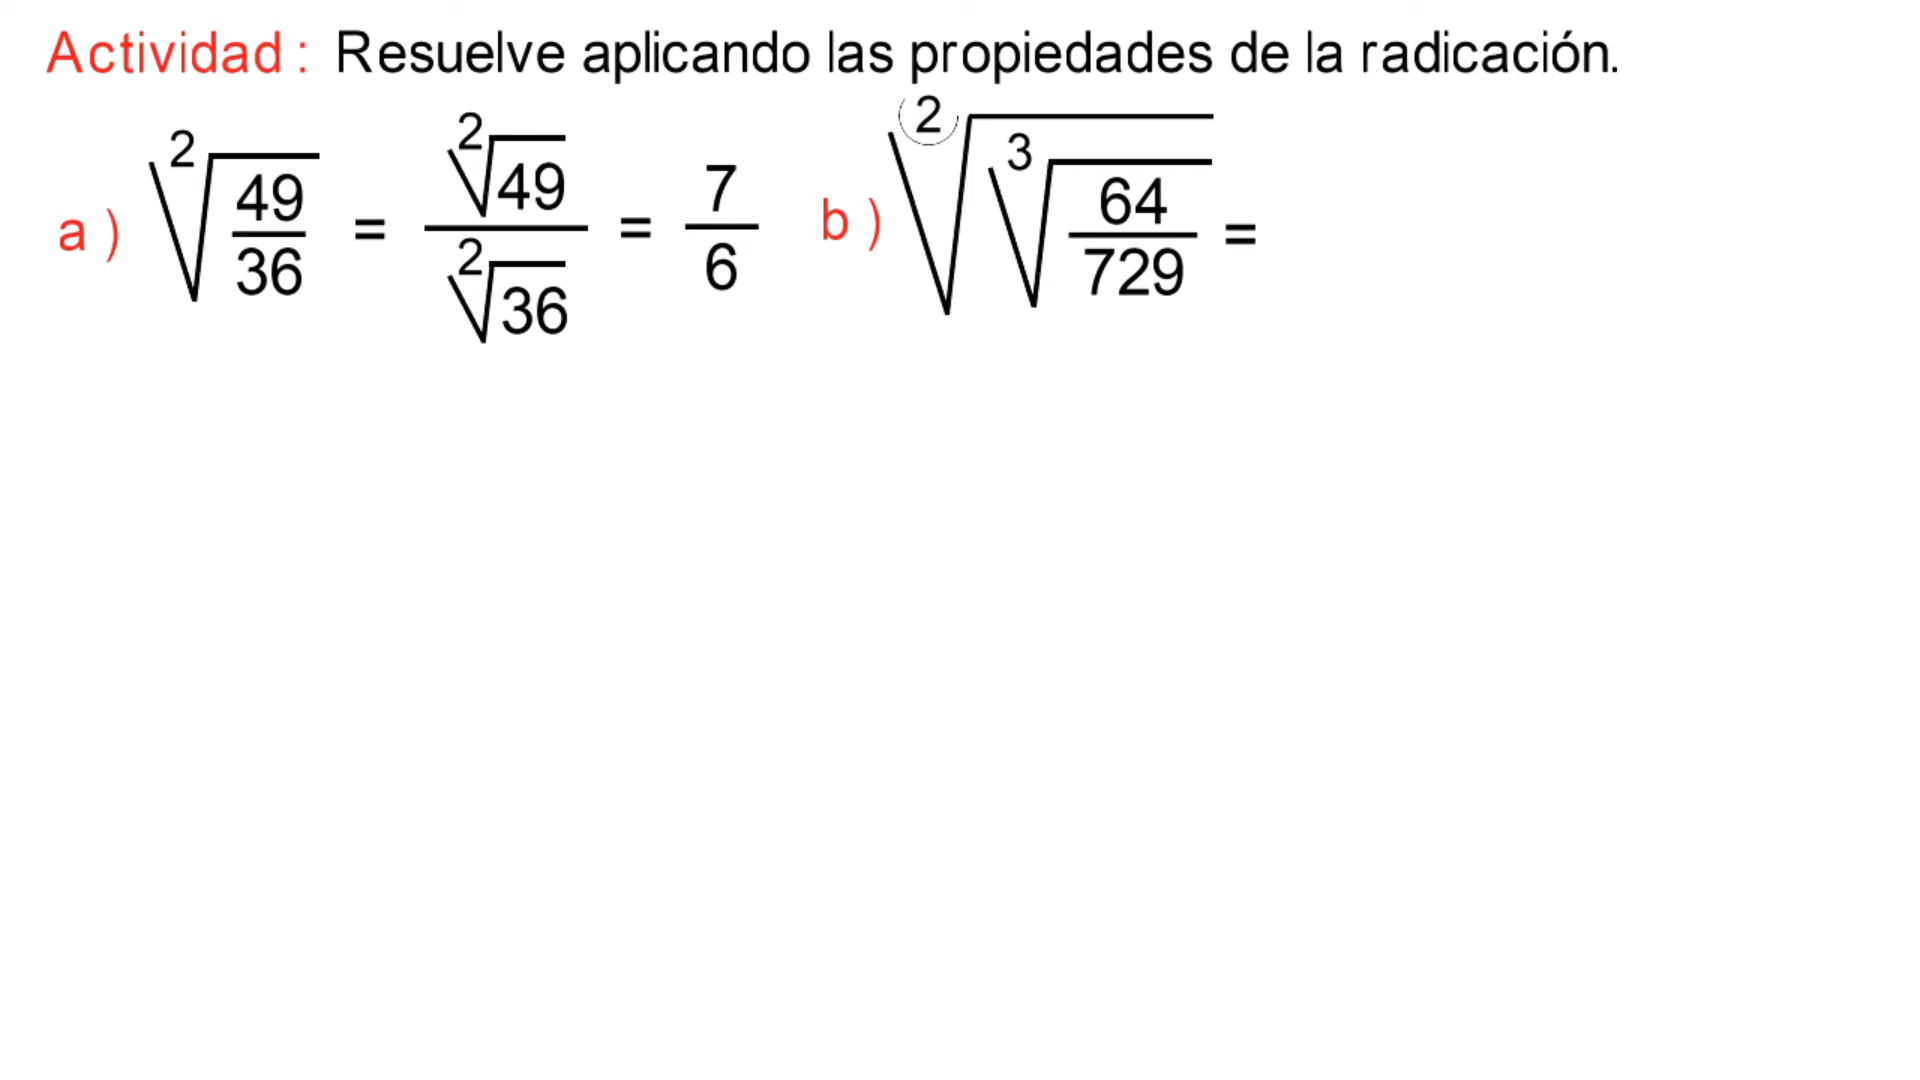 Actividad : Resuelve aplicando las propiedades de la radicación.
a ) ²√(49/36) = ²√49 / ²√36 = 7/6
b ) ²√(³√(64/729)) =